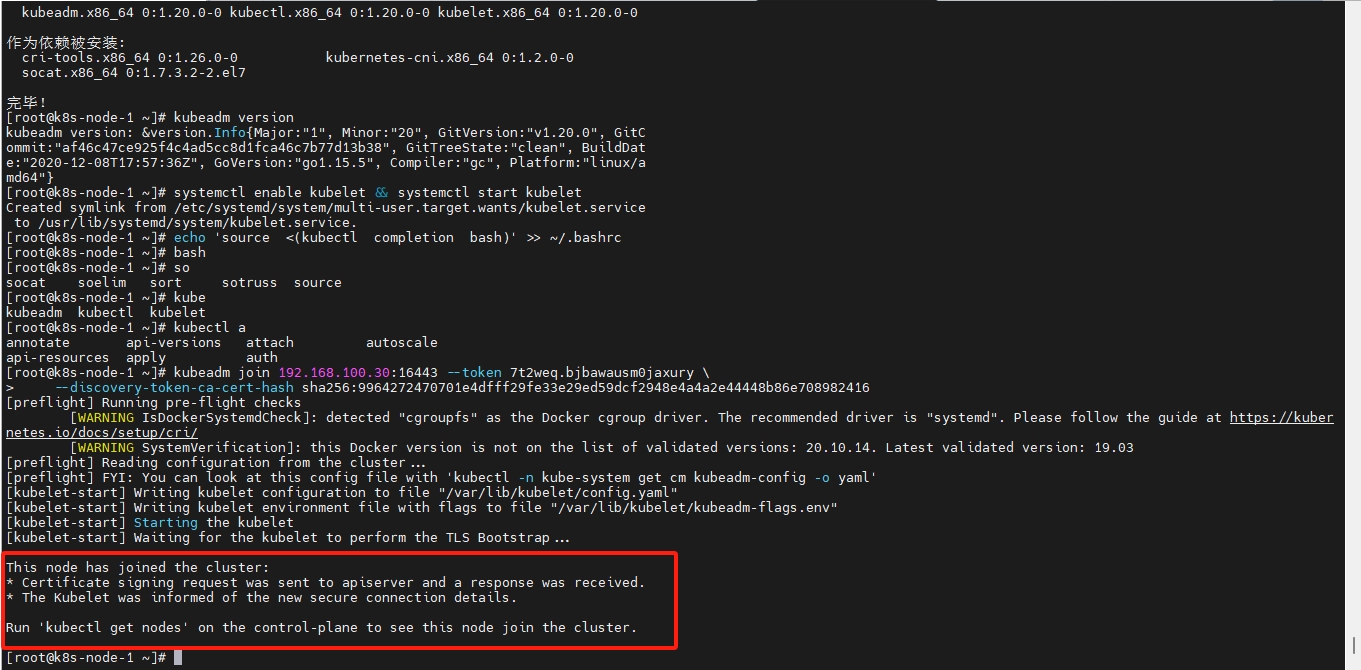 kubeadm.x86_64 0:1.20.0-0 kubectl.x86_64 0:1.20.0-0 kubelet.x86_64 0:1.20.0-0
作为依赖被安装:
cri-tools.x86_64 0:1.26.0-0 kubernetes-cni.x86_64 0:1.2.0-0
socat.x86_64 0:1.7.3.2-2.el7
完毕!
[root@k8s-node-1 ~]# kubeadm version
kubeadm version: &version.Info{Major:"1", Minor:"20", GitVersion:"v1.20.0", GitC
ommit:"af46c47ce925f4c4ad5cc8d1fca46c7b77d13b38", GitTreeState:"clean", BuildDat
e:"2020-12-08T17:57:36Z", GoVersion:"go1.15.5", Compiler:"gc", Platform:"linux/a
md64"}
[root@k8s-node-1 ~]# systemctl enable kubelet && systemctl start kubelet
Created symlink from /etc/systemd/system/multi-user.target.wants/kubelet.service
to /usr/lib/systemd/system/kubelet.service.
[root@k8s-node-1 ~]# echo 'source <(kubectl completion bash)' >> ~/.bashrc
[root@k8s-node-1 ~]# bash
[root@k8s-node-1 ~]# so
socat soelim sort sotruss source
[root@k8s-node-1 ~]# kube
kubeadm kubectl kubelet
[root@k8s-node-1 ~]# kubectl a
annotate api-versions attach autoscale
api-resources apply auth
[root@k8s-node-1 ~]# kubeadm join 192.168.100.30:16443 --token 7t2weq.bjbawausm0jaxury \
> --discovery-token-ca-cert-hash sha256:9964272470701e4dfff29fe33e29ed59dcf2948e4a4a2e44448b86e708982416
[preflight] Running pre-flight checks
[WARNING IsDockerSystemdCheck]: detected "cgroupfs" as the Docker cgroup driver. The recommended driver is "systemd". Please follow the guide at https://kuber
netes.io/docs/setup/cri/
[WARNING SystemVerification]: this Docker version is not on the list of validated versions: 20.10.14. Latest validated version: 19.03
[preflight] Reading configuration from the cluster...
[preflight] FYI: You can look at this config file with 'kubectl -n kube-system get cm kubeadm-config -o yaml'
[kubelet-start] Writing kubelet configuration to file "/var/lib/kubelet/config.yaml"
[kubelet-start] Writing kubelet environment file with flags to file "/var/lib/kubelet/kubeadm-flags.env"
[kubelet-start] Starting the kubelet
[kubelet-start] Waiting for the kubelet to perform the TLS Bootstrap...
This node has joined the cluster:
* Certificate signing request was sent to apiserver and a response was received.
* The Kubelet was informed of the new secure connection details.
Run 'kubectl get nodes' on the control-plane to see this node join the cluster.
[root@k8s-node-1 ~]#